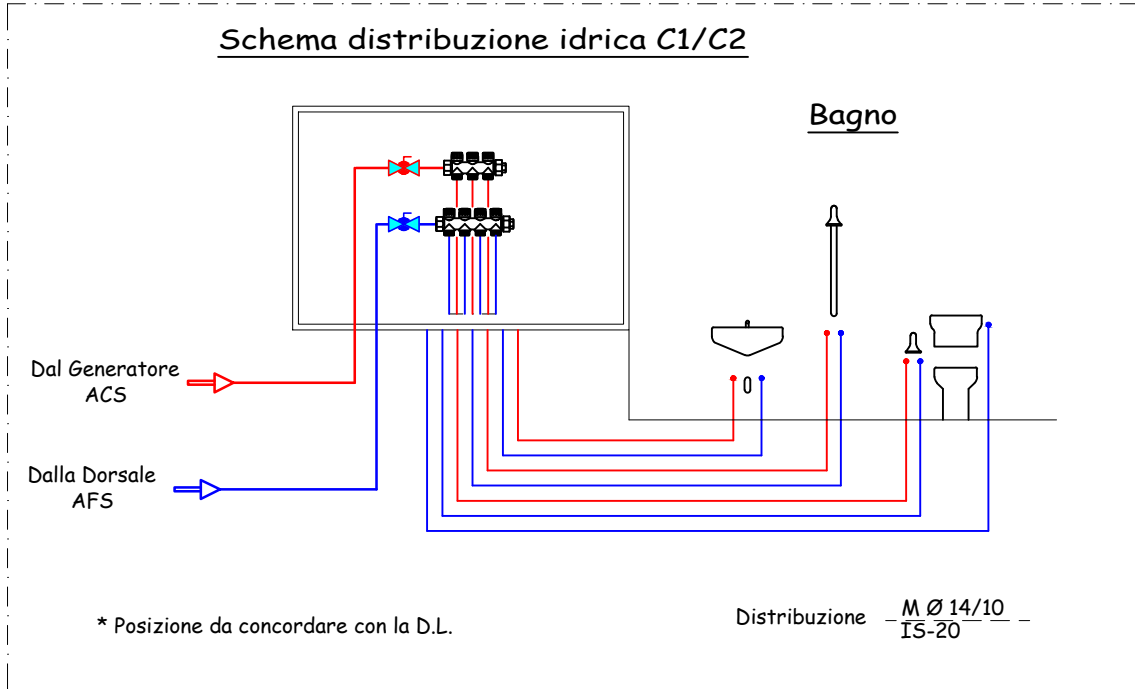 Schema distribuzione idrica C1/C2
Bagno
Dal Generatore
ACS
Dalla Dorsale
AFS
* Posizione da concordare con la D.L.
Distribuzione
M Ø 14/10
IS-20